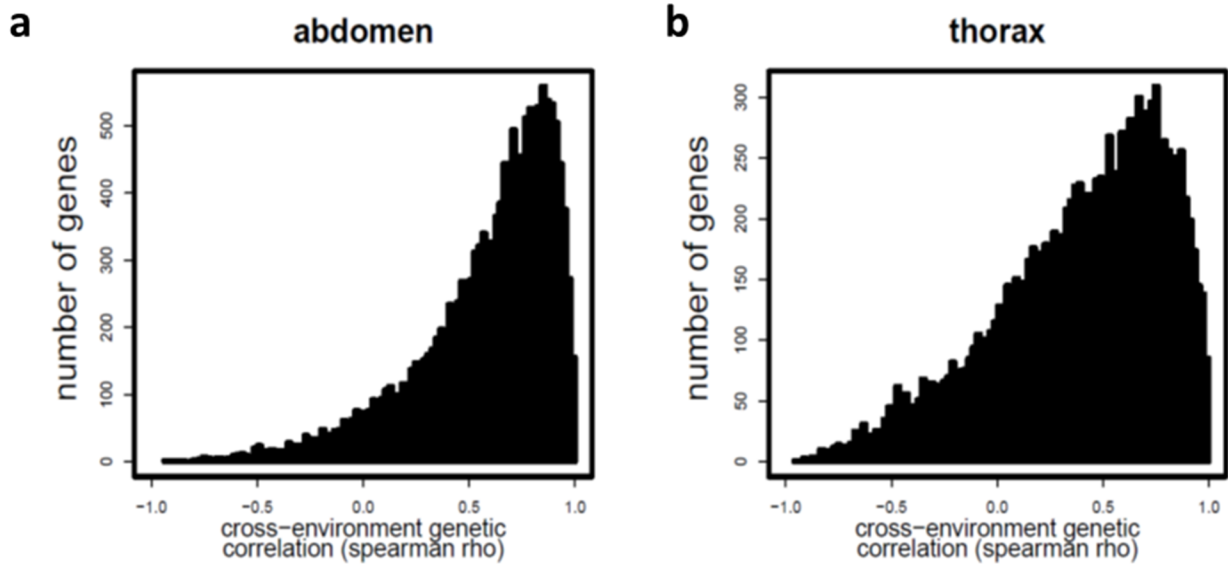 a
abdomen
number of genes
500
400
300
200
100
0
−1.0 −0.5 0.0 0.5 1.0
cross−environment genetic
correlation (spearman rho)
b
thorax
number of genes
300
250
200
150
100
50
0
−1.0 −0.5 0.0 0.5 1.0
cross−environment genetic
correlation (spearman rho)